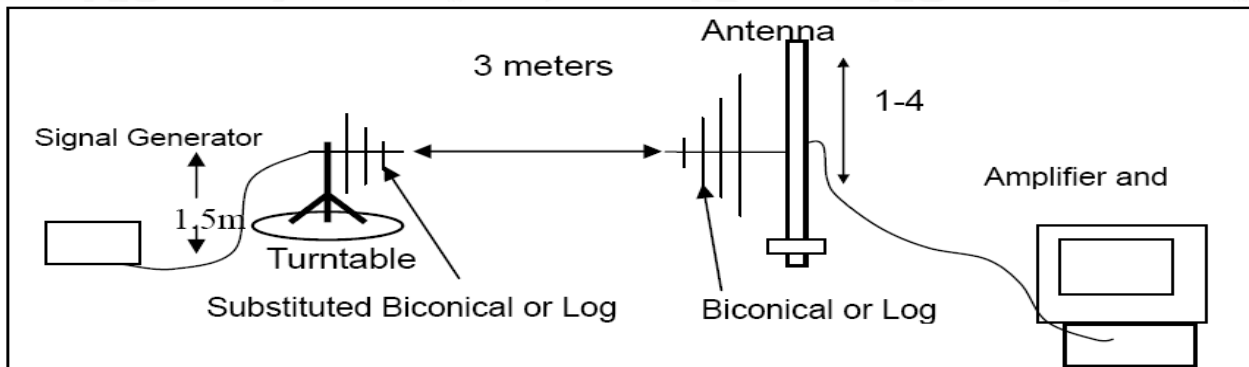 Antenna
3 meters
1-4
Signal Generator
1.5m
Amplifier and
Turntable
Substituted Biconical or Log
Biconical or Log